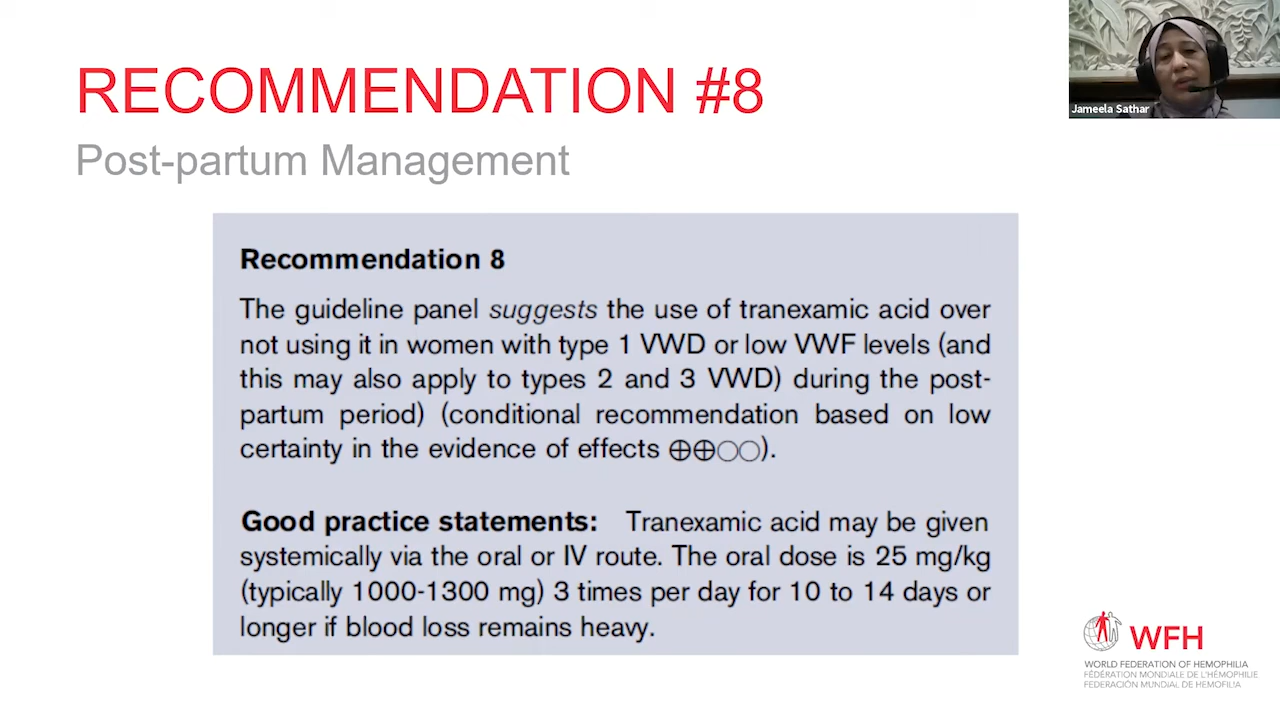 RECOMMENDATION #8
Post-partum Management
Jameela Sathar
Recommendation 8
The guideline panel suggests the use of tranexamic acid over
not using it in women with type 1 VWD or low VWF levels (and
this may also apply to types 2 and 3 VWD) during the post-
partum period) (conditional recommendation based on low
certainty in the evidence of effects ⊕⊕○○).
Good practice statements: Tranexamic acid may be given
systemically via the oral or IV route. The oral dose is 25 mg/kg
(typically 1000-1300 mg) 3 times per day for 10 to 14 days or
longer if blood loss remains heavy.
WFH
WORLD FEDERATION OF HEMOPHILIA
FÉDÉRATION MONDIALE DE L'HÉMOPHILIE
FEDERACIÓN MUNDIAL DE HEMOFILIA